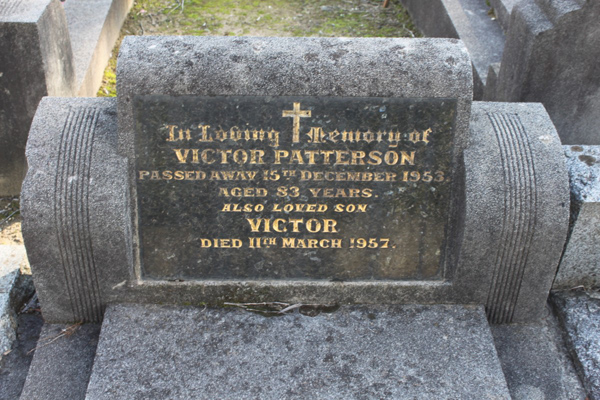 In Loving Memory of
VICTOR PATTERSON
PASSED AWAY 15TH DECEMBER 1953.
AGED 83 YEARS.
ALSO LOVED SON
VICTOR
DIED 11TH MARCH 1957.